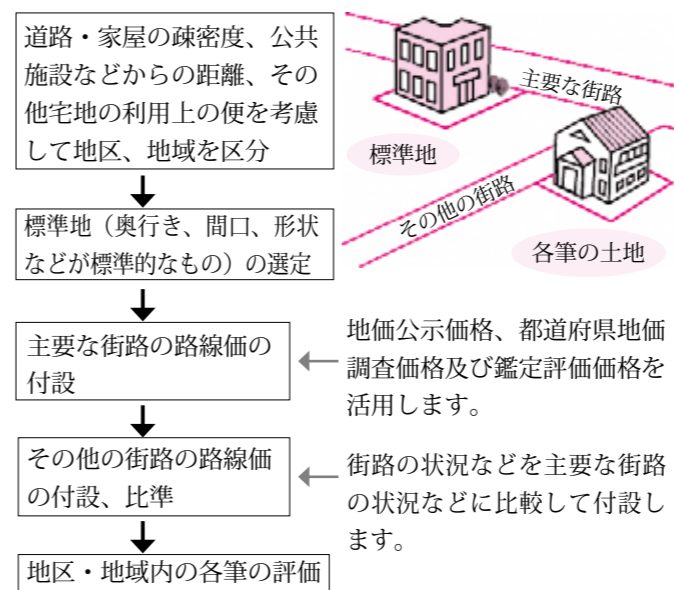 道路・家屋の疎密度、公共
施設などからの距離、その
他宅地の利用上の便を考慮
して地区、地域を区分
主要な街路
標準地
その他の街路
各筆の土地
標準地（奥行き、間口、形状
などが標準的なもの）の選定
主要な街路の路線価の
付設
地価公示価格、都道府県地価
調査価格及び鑑定評価価格を
活用します。
その他の街路の路線価
の付設、比準
街路の状況などを主要な街路
の状況などに比較して付設し
ます。
地区・地域内の各筆の評価